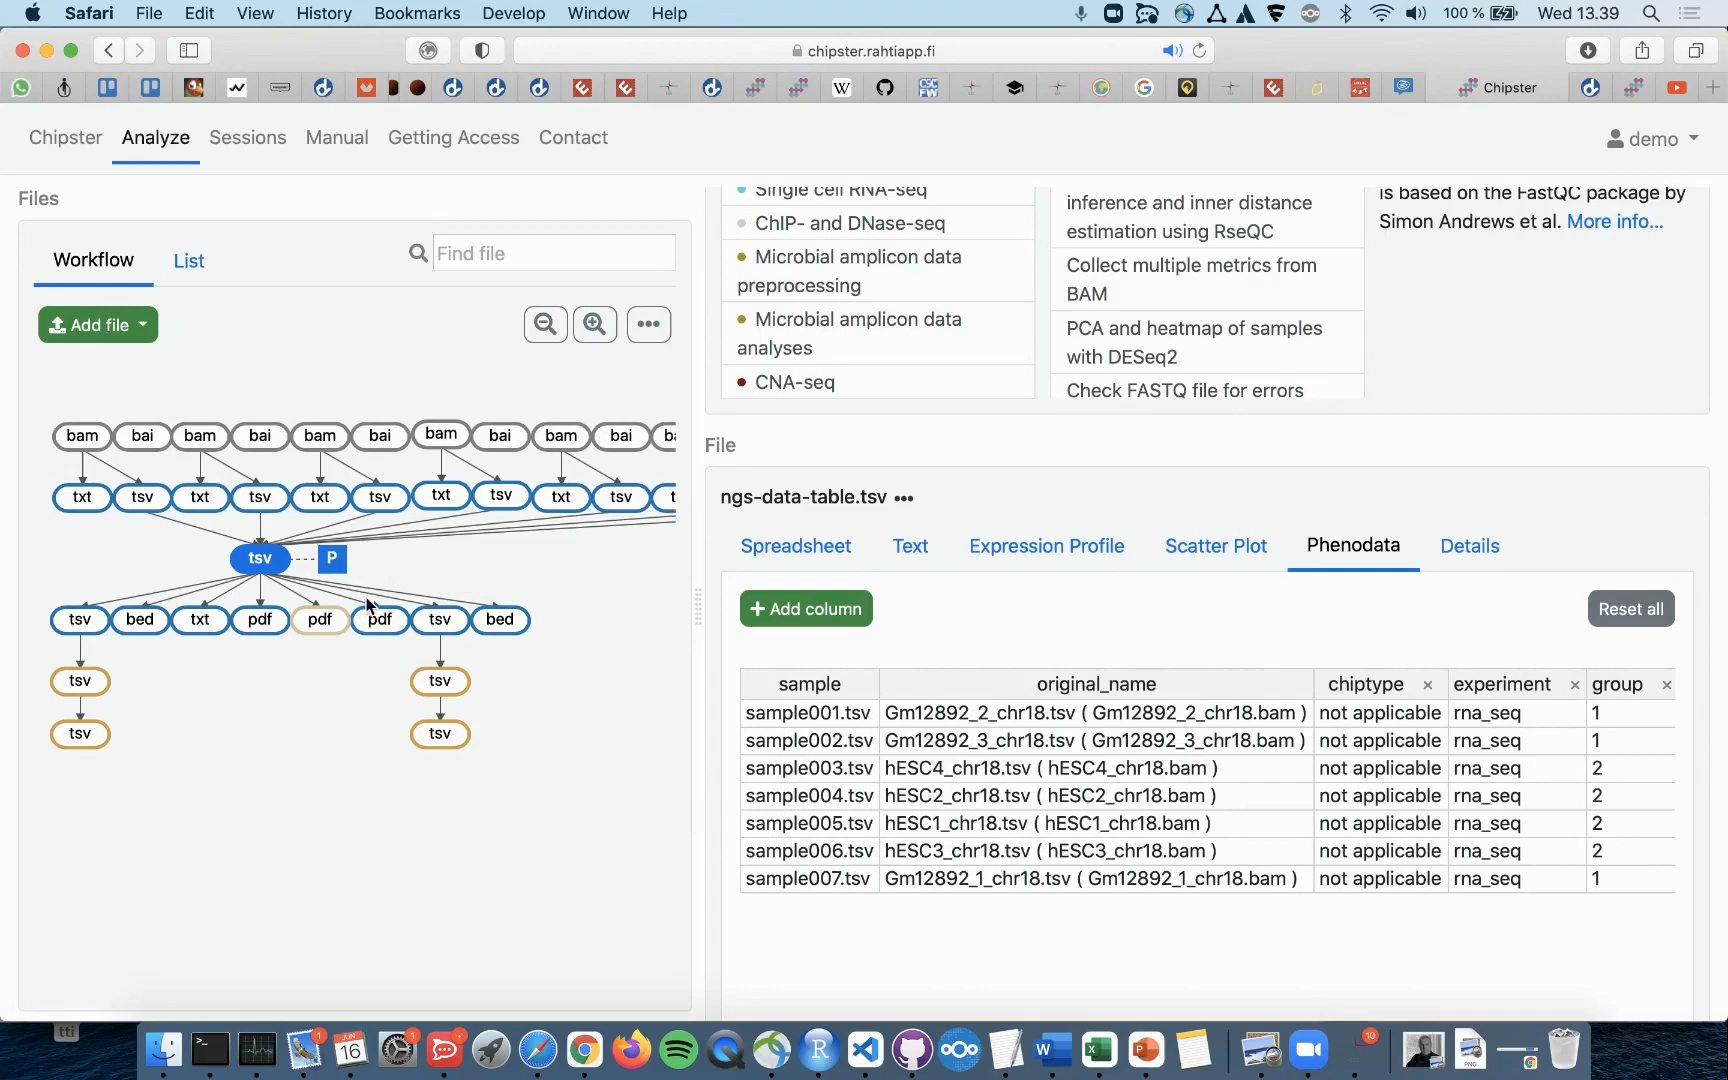 Safari File Edit View History Bookmarks Develop Window Help 100 % Wed 13.39
chipster.rahtiapp.fi
Chipster
Chipster Analyze Sessions Manual Getting Access Contact demo
Files
Workflow List Find file
Add file
bam bai bam bai bam bai bam bai bam bai
txt tsv txt tsv txt tsv txt tsv txt tsv
tsv P
tsv bed txt pdf pdf pdf tsv bed
tsv tsv
tsv tsv
Single cell RNA-seq
ChIP- and DNase-seq
Microbial amplicon data
preprocessing
Microbial amplicon data
analyses
CNA-seq
inference and inner distance
estimation using RseQC
Collect multiple metrics from
BAM
PCA and heatmap of samples
with DESeq2
Check FASTQ file for errors
is based on the FastQC package by
Simon Andrews et al. More info...
File
ngs-data-table.tsv •••
Spreadsheet Text Expression Profile Scatter Plot Phenodata Details
+ Add column Reset all
sample original_name chiptype × experiment × group ×
sample001.tsv Gm12892_2_chr18.tsv ( Gm12892_2_chr18.bam ) not applicable rna_seq 1
sample002.tsv Gm12892_3_chr18.tsv ( Gm12892_3_chr18.bam ) not applicable rna_seq 1
sample003.tsv hESC4_chr18.tsv ( hESC4_chr18.bam ) not applicable rna_seq 2
sample004.tsv hESC2_chr18.tsv ( hESC2_chr18.bam ) not applicable rna_seq 2
sample005.tsv hESC1_chr18.tsv ( hESC1_chr18.bam ) not applicable rna_seq 2
sample006.tsv hESC3_chr18.tsv ( hESC3_chr18.bam ) not applicable rna_seq 2
sample007.tsv Gm12892_1_chr18.tsv ( Gm12892_1_chr18.bam ) not applicable rna_seq 1
tti
JUN
16
10